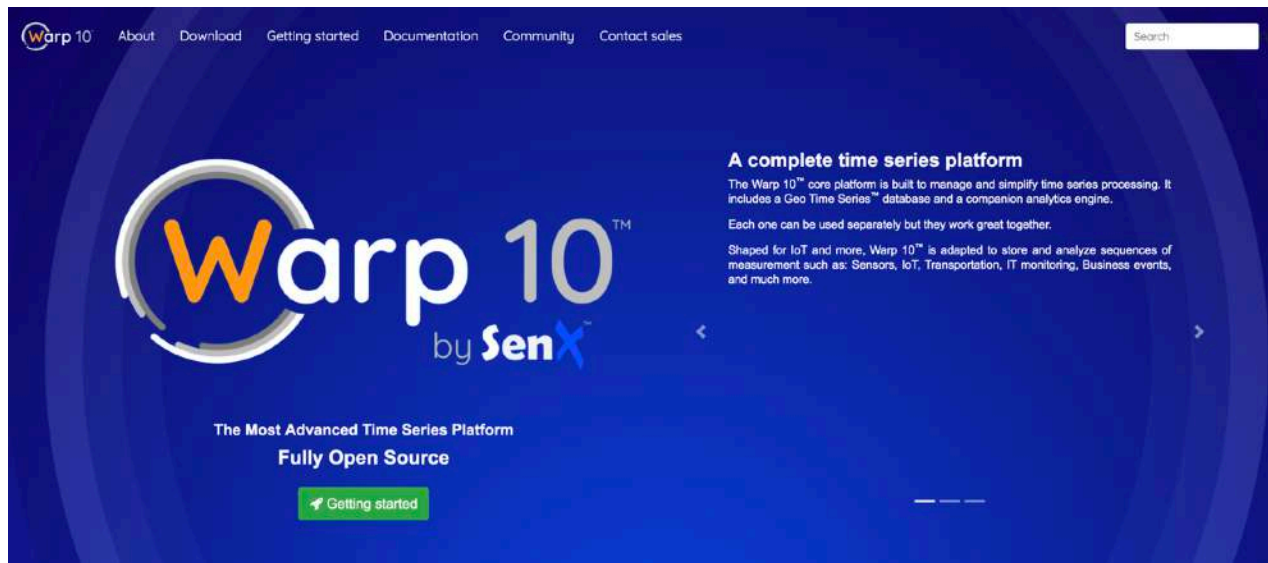 Warp 10 About Download Getting started Documentation Community Contact sales Search
Warp 10™
by SenX™
The Most Advanced Time Series Platform
Fully Open Source
Getting started
A complete time series platform
The Warp 10™ core platform is built to manage and simplify time series processing. It
includes a Geo Time Series™ database and a companion analytics engine.
Each one can be used separately but they work great together.
Shaped for IoT and more, Warp 10™ is adapted to store and analyze sequences of
measurement such as: Sensors, IoT, Transportation, IT monitoring, Business events,
and much more.